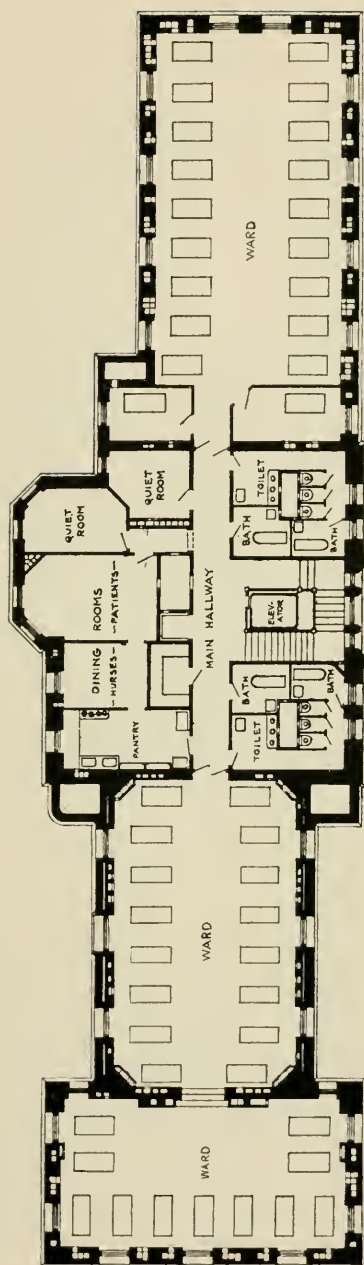 WARD
QUIET ROOM
QUIET ROOM
TOILET
BATH
BATH
DINING ROOMS
PATIENTS
NURSES
MAIN HALLWAY
ELEV-
ATOR
PANTRY
BATH
BATH
TOILET
WARD
WARD